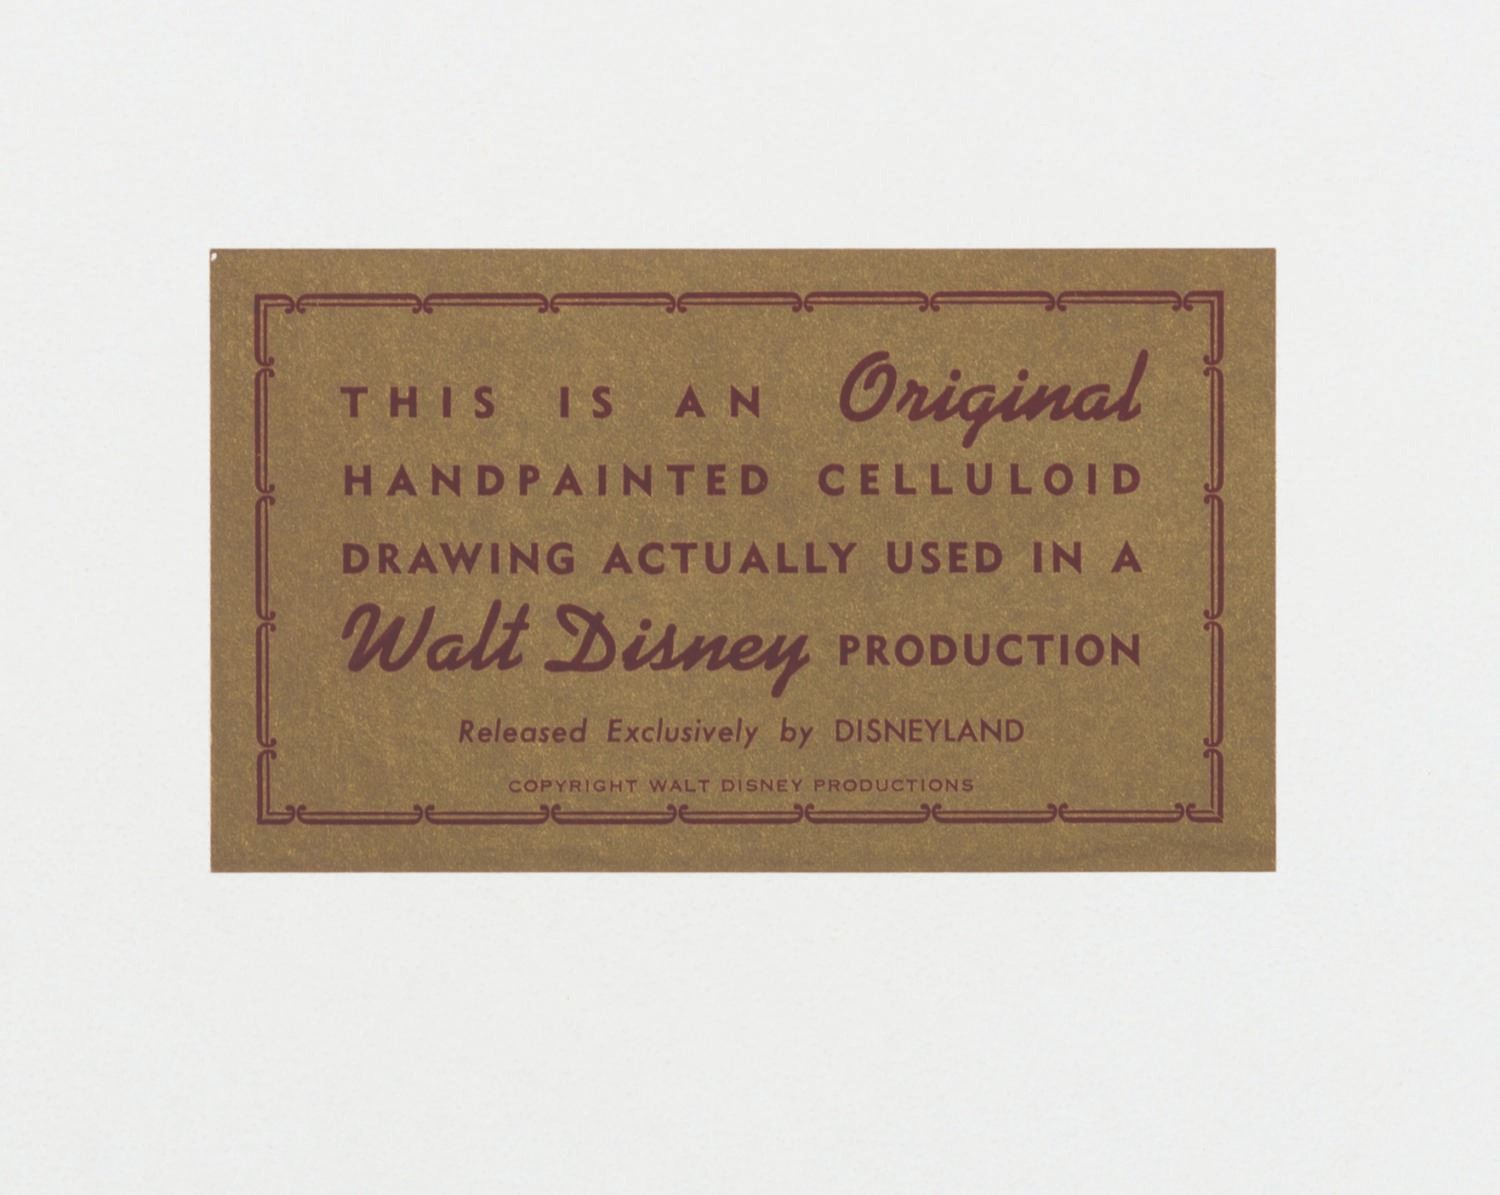 THIS IS AN Original
HANDPAINTED CELLULOID
DRAWING ACTUALLY USED IN A
Walt Disney PRODUCTION
Released Exclusively by DISNEYLAND
COPYRIGHT WALT DISNEY PRODUCTIONS